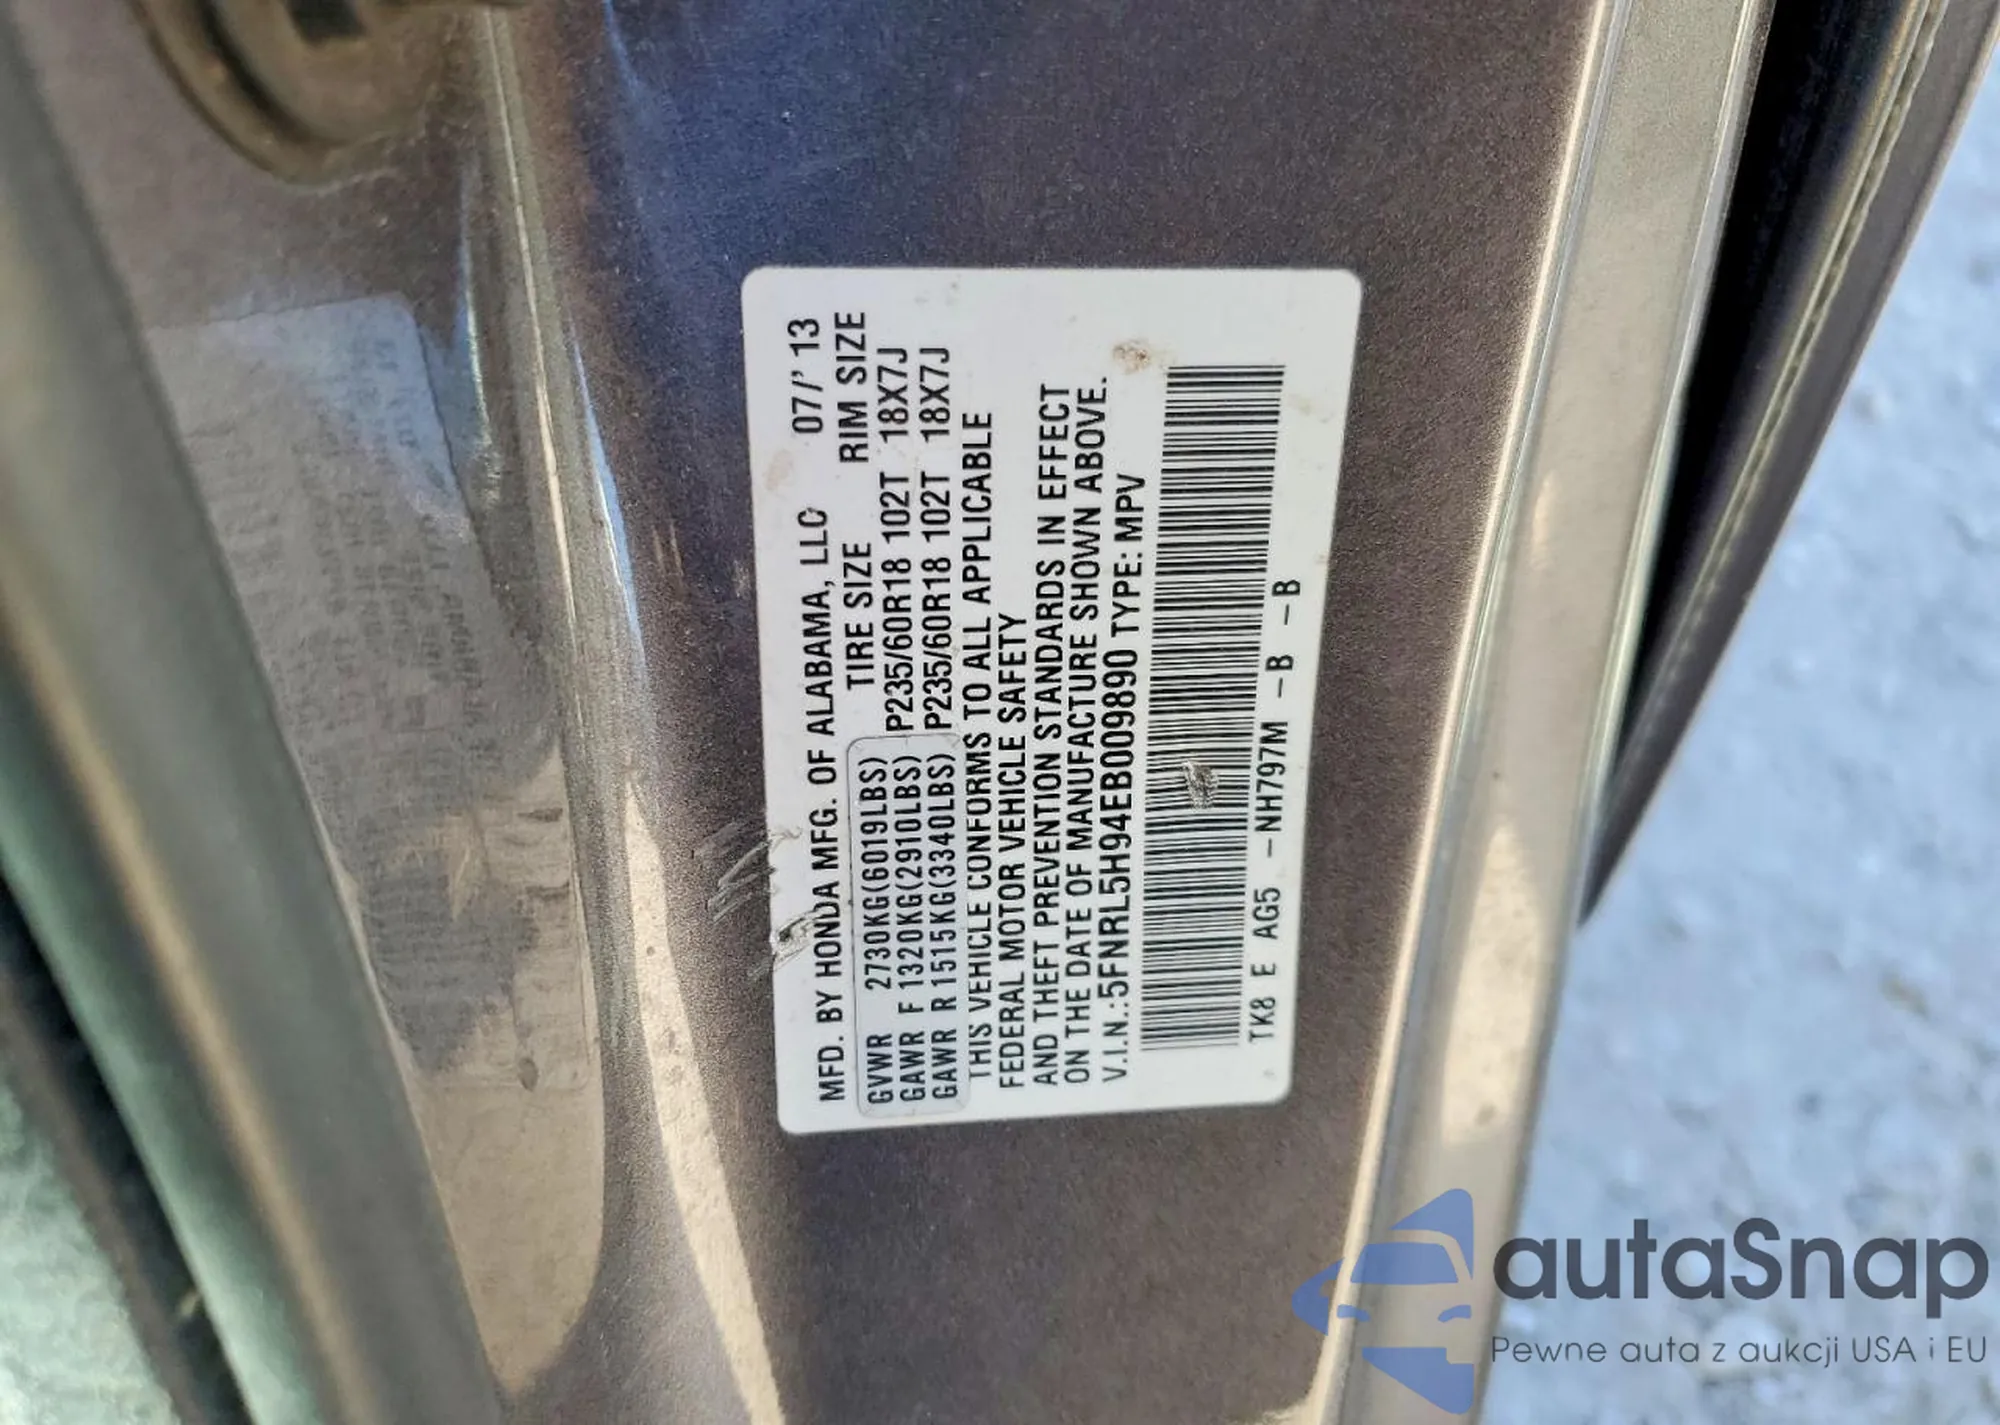 MFD. BY HONDA MFG. OF ALABAMA, LLC 07/'13
TIRE SIZE RIM SIZE
GVWR 2730KG(6019LBS)
GAWR F 1320KG(2910LBS) P235/60R18 102T 18X7J
GAWR R 1515KG(3340LBS) P235/60R18 102T 18X7J
THIS VEHICLE CONFORMS TO ALL APPLICABLE
FEDERAL MOTOR VEHICLE SAFETY
AND THEFT PREVENTION STANDARDS IN EFFECT
ON THE DATE OF MANUFACTURE SHOWN ABOVE.
V.I.N.:5FNRL5H94EB009890 TYPE: MPV
TK8 E AG5 -NH797M -B -B
autaSnap
Pewne auta z aukcji USA i EU